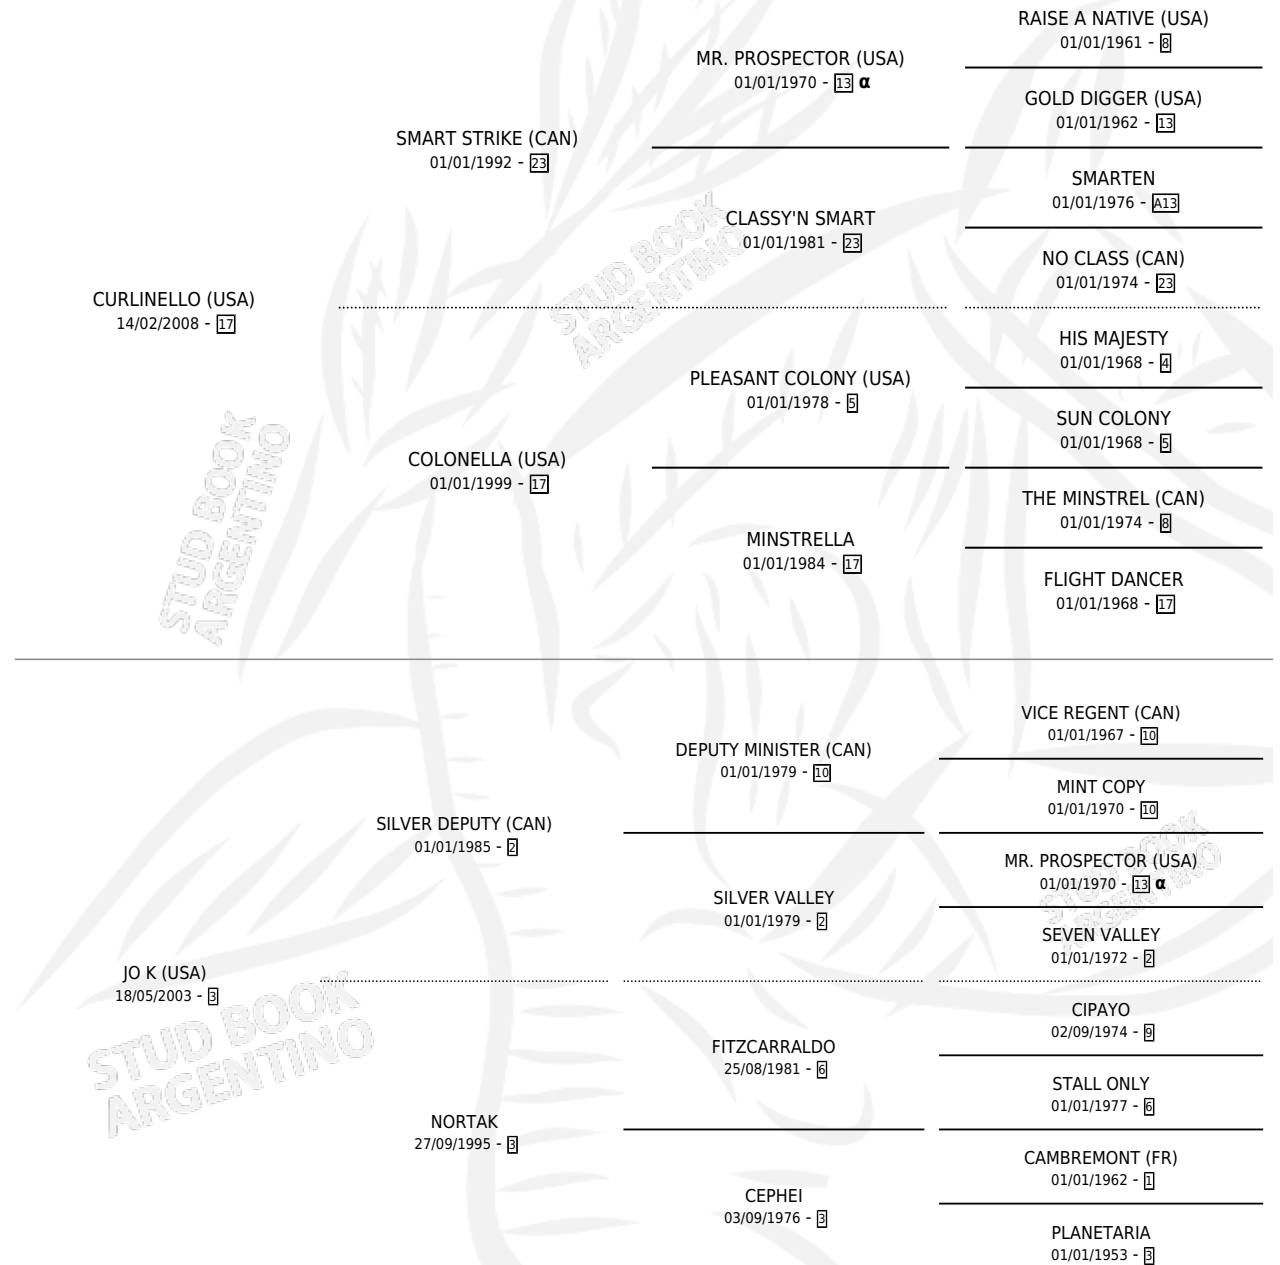 RAISE A NATIVE (USA)
01/01/1961 - 8
MR. PROSPECTOR (USA)
01/01/1970 - 13 α
GOLD DIGGER (USA)
01/01/1962 - 13
SMART STRIKE (CAN)
01/01/1992 - 23
SMARTEN
01/01/1976 - A13
CLASSY'N SMART
01/01/1981 - 23
NO CLASS (CAN)
01/01/1974 - 23
CURLINELLO (USA)
14/02/2008 - 17
HIS MAJESTY
01/01/1968 - 4
PLEASANT COLONY (USA)
01/01/1978 - 5
SUN COLONY
01/01/1968 - 5
COLONELLA (USA)
01/01/1999 - 17
THE MINSTREL (CAN)
01/01/1974 - 8
MINSTRELLA
01/01/1984 - 17
FLIGHT DANCER
01/01/1968 - 17
STUD BOOK
ARGENTINO
STUD BOOK
ARGENTINO
VICE REGENT (CAN)
01/01/1967 - 10
DEPUTY MINISTER (CAN)
01/01/1979 - 10
MINT COPY
01/01/1970 - 10
SILVER DEPUTY (CAN)
01/01/1985 - 2
MR. PROSPECTOR (USA)
01/01/1970 - 13 α
SILVER VALLEY
01/01/1979 - 2
SEVEN VALLEY
01/01/1972 - 2
JO K (USA)
18/05/2003 - 3
CIPAYO
02/09/1974 - 9
FITZCARRALDO
25/08/1981 - 6
STALL ONLY
01/01/1977 - 6
NORTAK
27/09/1995 - 3
CAMBREMONT (FR)
01/01/1962 - 1
CEPHEI
03/09/1976 - 3
PLANETARIA
01/01/1953 - 3
STUD BOOK
ARGENTINO
STUD BOOK
ARGENTINO